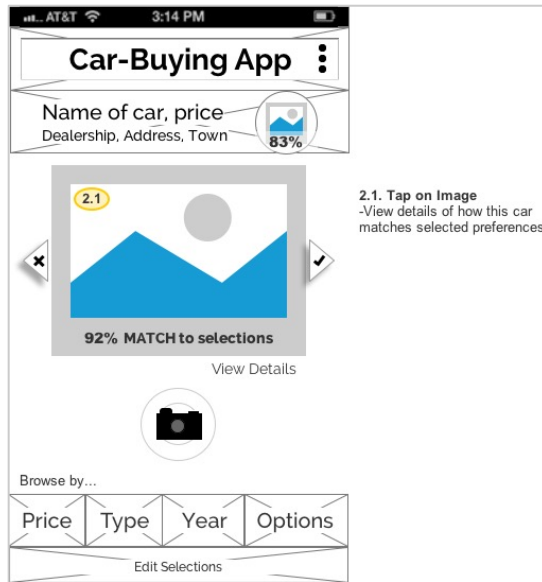 AT&T 3:14 PM
Car-Buying App
Name of car, price
Dealership, Address, Town
83%
2.1
2.1. Tap on Image
-View details of how this car
matches selected preferences
92% MATCH to selections
View Details
Browse by...
Price Type Year Options
Edit Selections